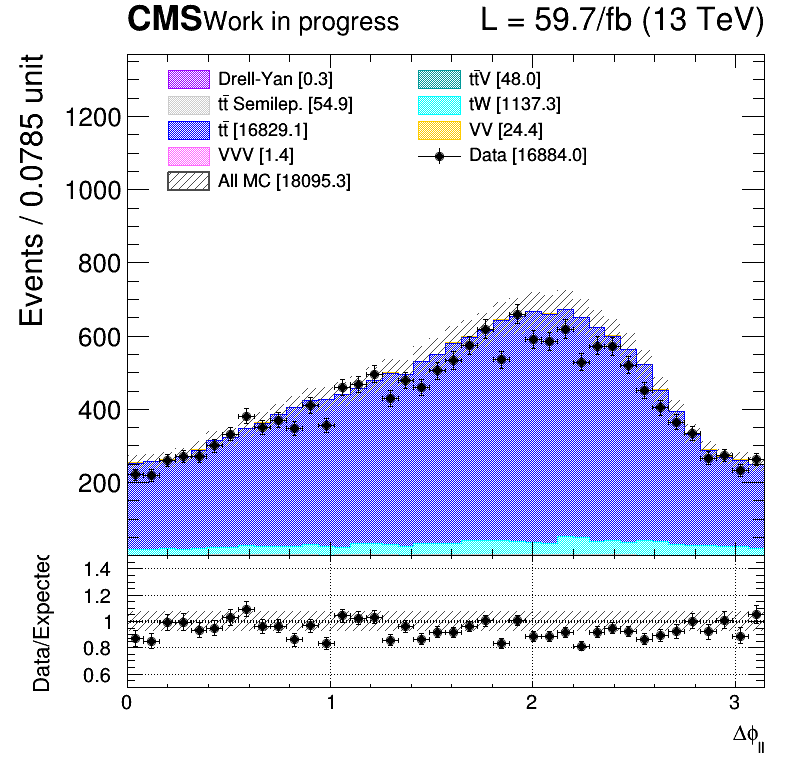 CMS Work in progress L = 59.7/fb (13 TeV)
Events / 0.0785 unit
Drell-Yan [0.3]
tt̄V [48.0]
tt̄ Semilep. [54.9]
tW [1137.3]
tt̄ [16829.1]
VV [24.4]
VVV [1.4]
Data [16884.0]
All MC [18095.3]
1200
1000
800
600
400
200
Data/Expected
1.4
1.2
1
0.8
0.6
0 1 2 3
Δϕ_ll